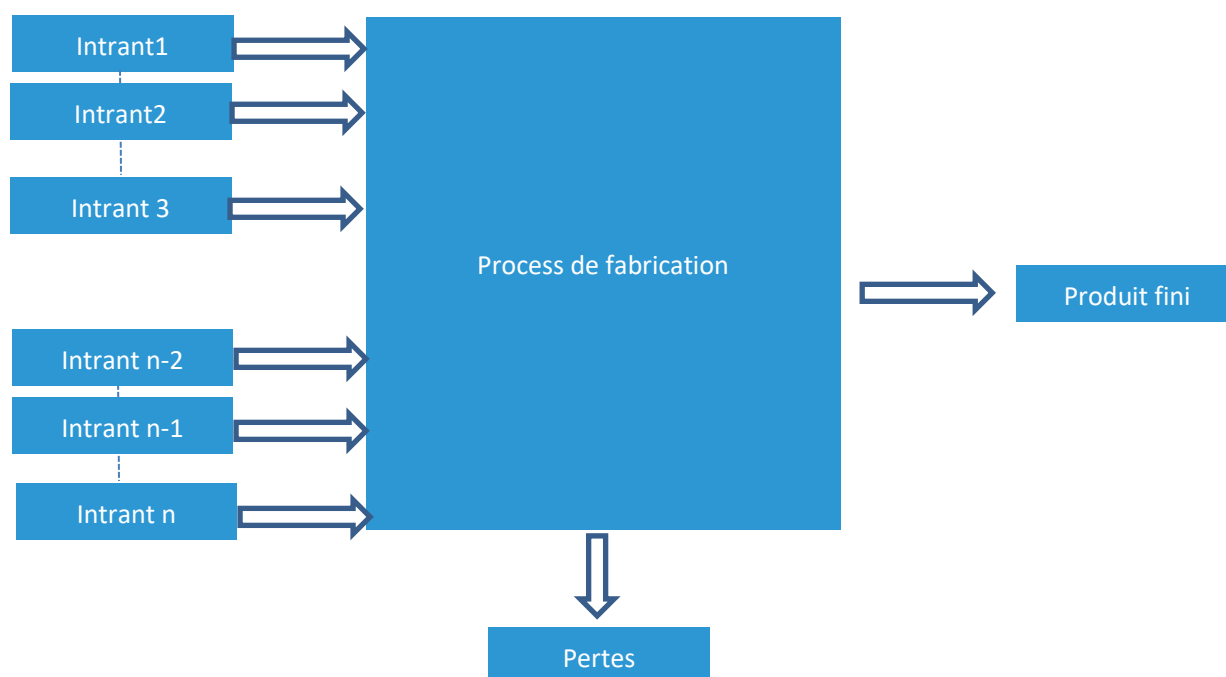 Intrant1
Intrant2
Intrant 3
Process de fabrication
Produit fini
Intrant n-2
Intrant n-1
Intrant n
Pertes